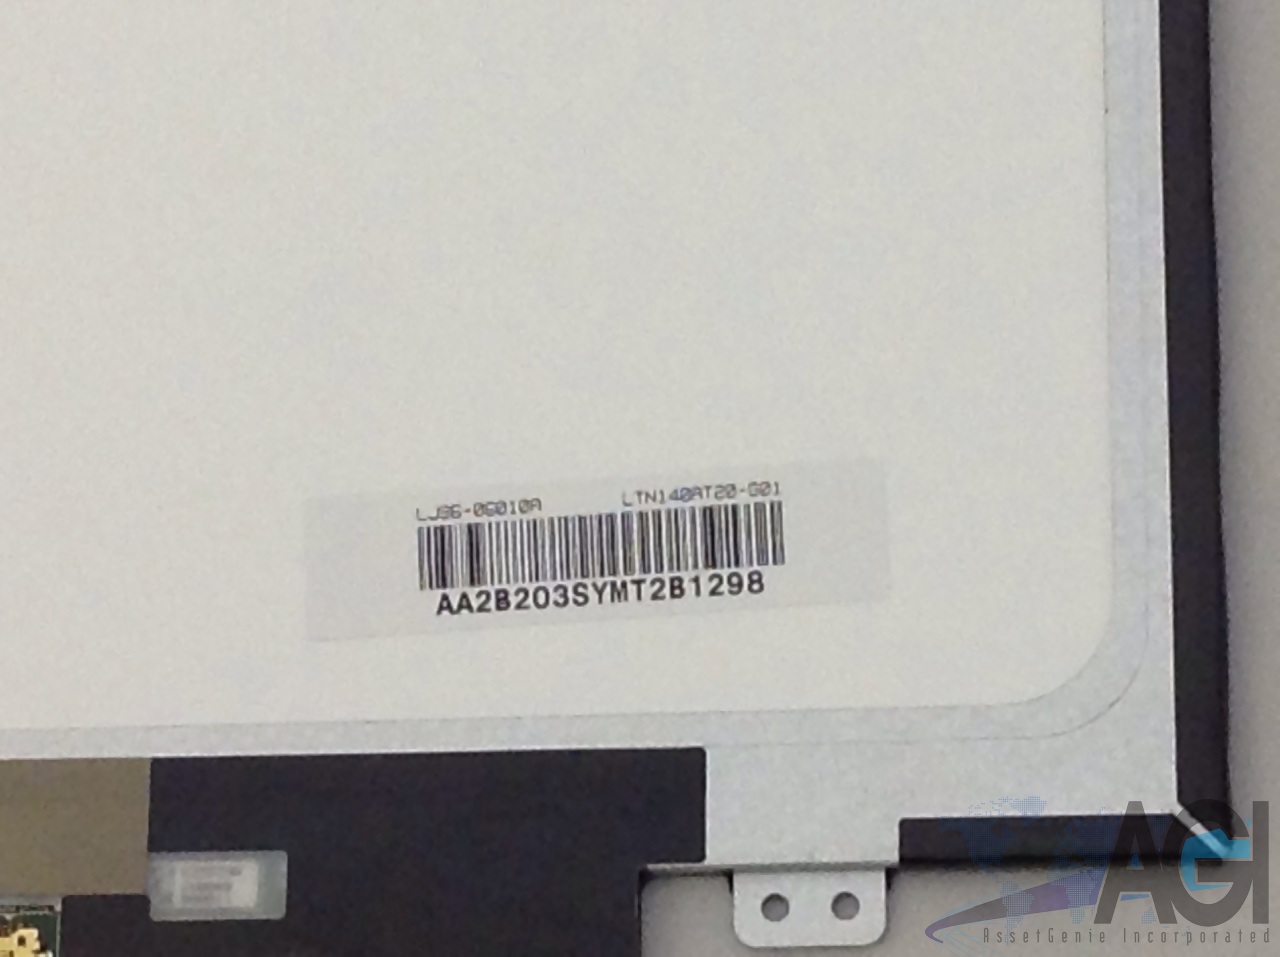 LJ96-06010A LTN140AT20-G01
AA2B203SYMT2B1298
AGI
AssetGenie Incorporated